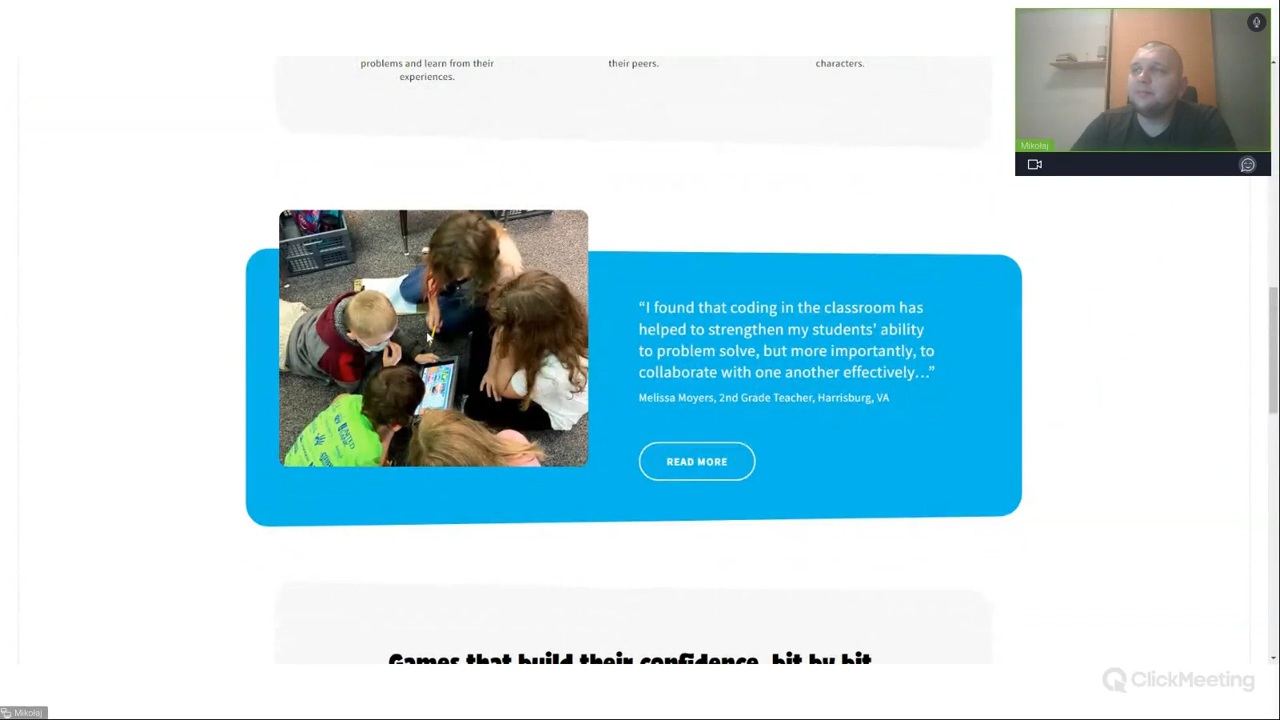 problems and learn from their
experiences.
their peers.
characters.
Mikołaj
“I found that coding in the classroom has
helped to strengthen my students' ability
to problem solve, but more importantly, to
collaborate with one another effectively…”
Melissa Moyers, 2nd Grade Teacher, Harrisburg, VA
READ MORE
Games that build their confidence, bit by bit
ClickMeeting
Mikołaj